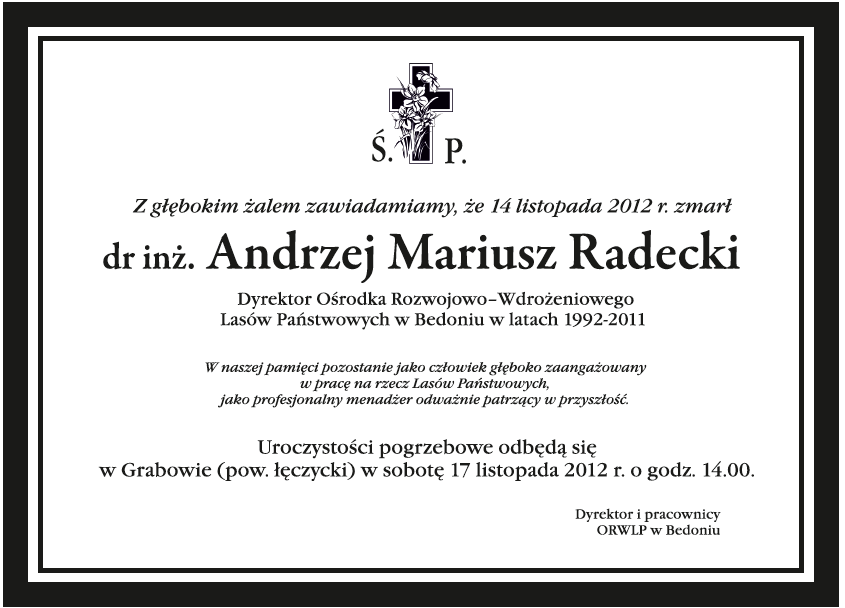 Ś. P.
Z głębokim żalem zawiadamiamy, że 14 listopada 2012 r. zmarł
dr inż. Andrzej Mariusz Radecki
Dyrektor Ośrodka Rozwojowo–Wdrożeniowego
Lasów Państwowych w Bedoniu w latach 1992-2011
W naszej pamięci pozostanie jako człowiek głęboko zaangażowany
w pracę na rzecz Lasów Państwowych,
jako profesjonalny menadżer odważnie patrzący w przyszłość.
Uroczystości pogrzebowe odbędą się
w Grabowie (pow. łęczycki) w sobotę 17 listopada 2012 r. o godz. 14.00.
Dyrektor i pracownicy
ORWLP w Bedoniu